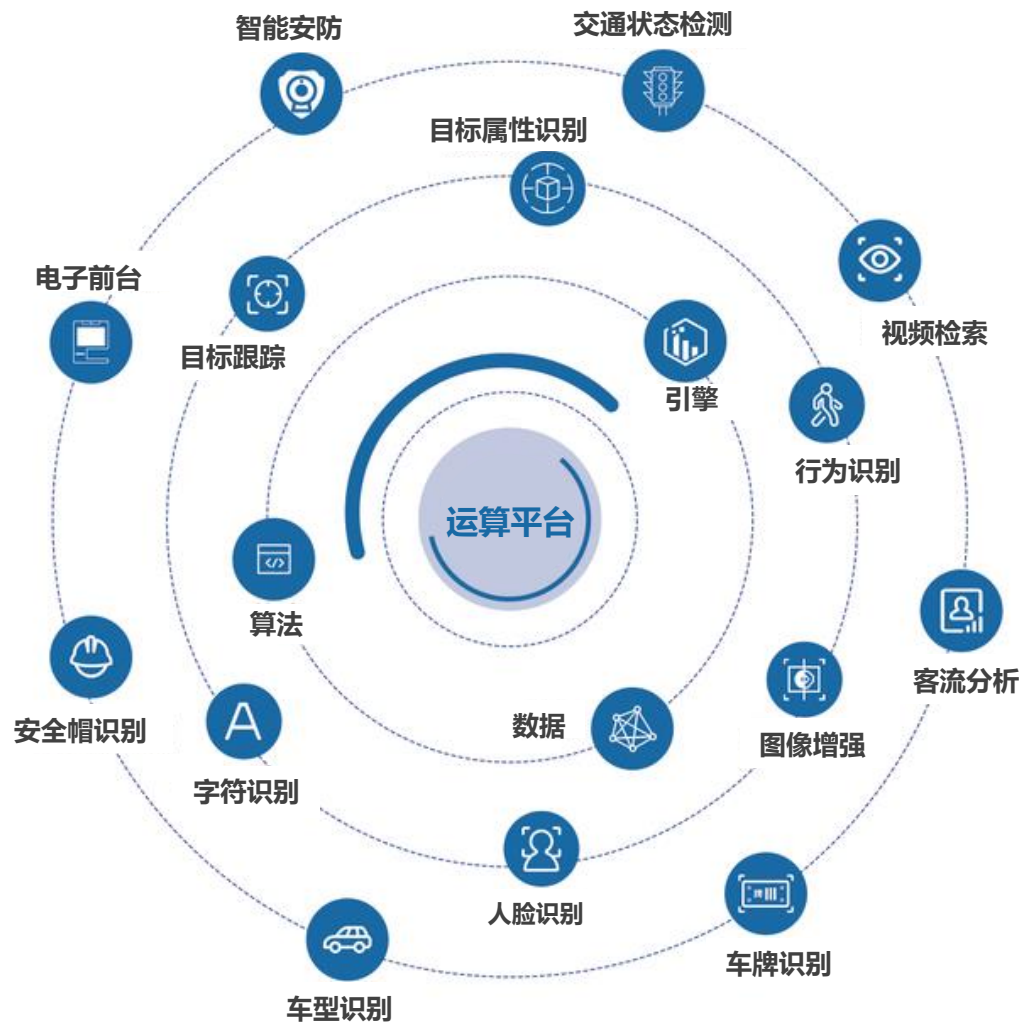 智能安防
交通状态检测
目标属性识别
电子前台
目标跟踪
视频检索
引擎
行为识别
运算平台
算法
客流分析
安全帽识别
数据
图像增强
字符识别
人脸识别
车牌识别
车型识别
A